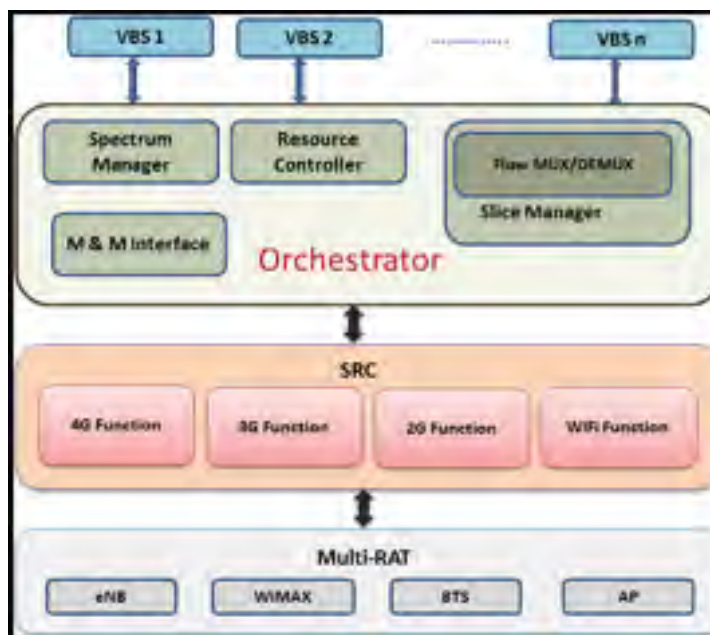 VBS 1
VBS 2
VBS n
Spectrum
Manager
Resource
Controller
Flow MUX/DEMUX
Slice Manager
M & M Interface
Orchestrator
SRC
4G Function
3G Function
2G Function
WiFi Function
Multi-RAT
eNB
WiMAX
BTS
AP